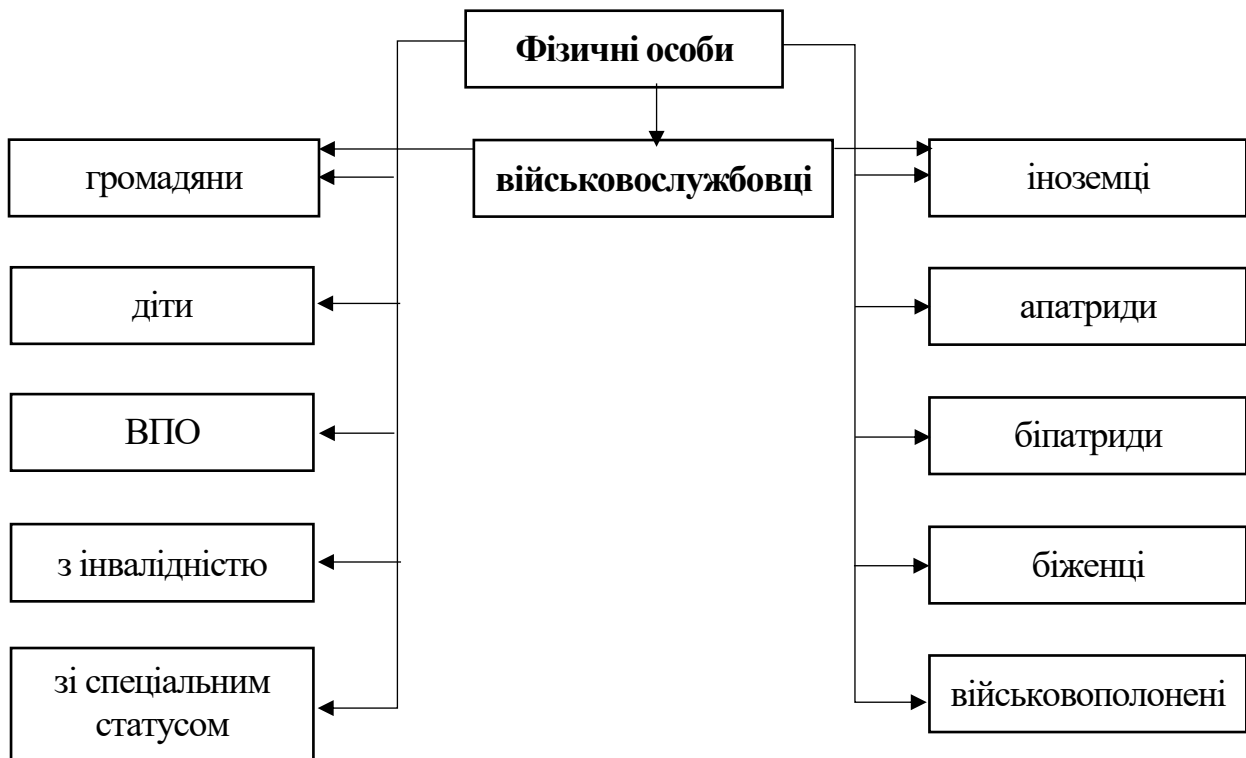 Фізичні особи
громадяни
військовослужбовці
іноземці
діти
апатриди
ВПО
біпатриди
з інвалідністю
біженці
зі спеціальним
статусом
військовополонені